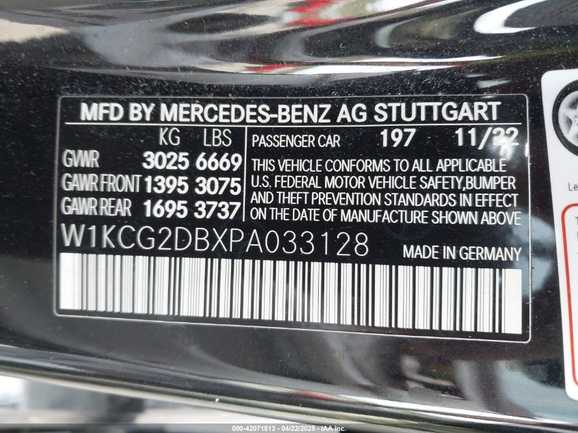 MFD BY MERCEDES-BENZ AG STUTTGART
KG LBS
GVWR 3025 6669
GAWR FRONT 1395 3075
GAWR REAR 1695 3737
PASSENGER CAR 197 11/22
THIS VEHICLE CONFORMS TO ALL APPLICABLE
U.S. FEDERAL MOTOR VEHICLE SAFETY,BUMPER
AND THEFT PREVENTION STANDARDS IN EFFECT
ON THE DATE OF MANUFACTURE SHOWN ABOVE
W1KCG2DBXPA033128
MADE IN GERMANY
000-42071812 - 04/22/2025 - IAA, Inc.